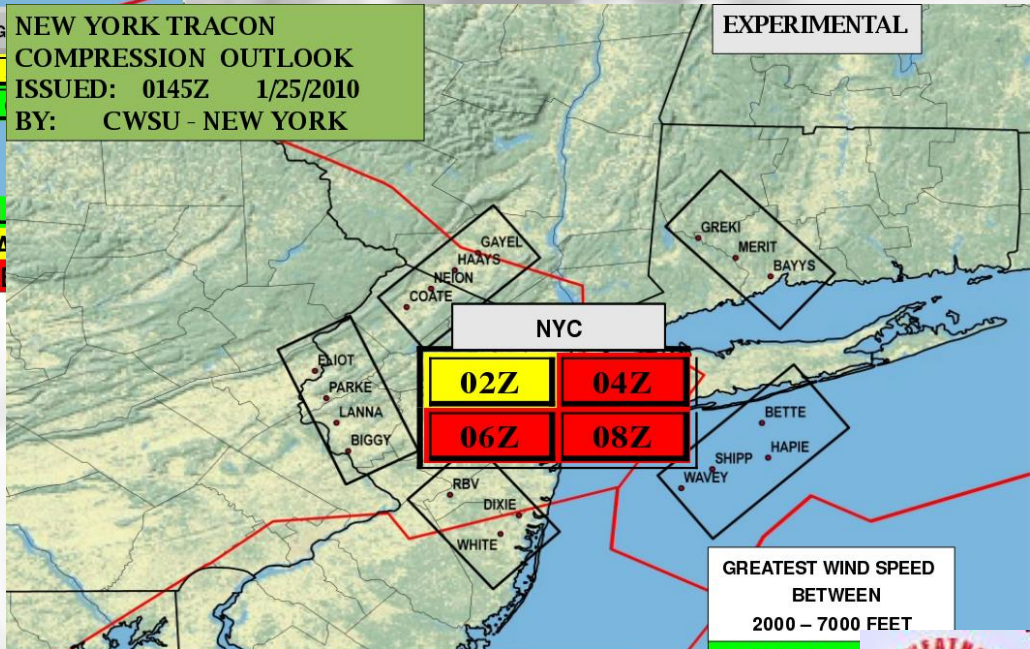 NEW YORK TRACON
COMPRESSION OUTLOOK
ISSUED: 0145Z 1/25/2010
BY: CWSU - NEW YORK
EXPERIMENTAL
GREKI
MERIT
BAYYS
GAYEL
HAAYS
NEION
COATE
NYC
02Z 04Z
06Z 08Z
ELIOT
PARKE
LANNA
BIGGY
BETTE
HAPIE
SHIPP
WAVEY
RBV
DIXIE
WHITE
GREATEST WIND SPEED
BETWEEN
2000 – 7000 FEET